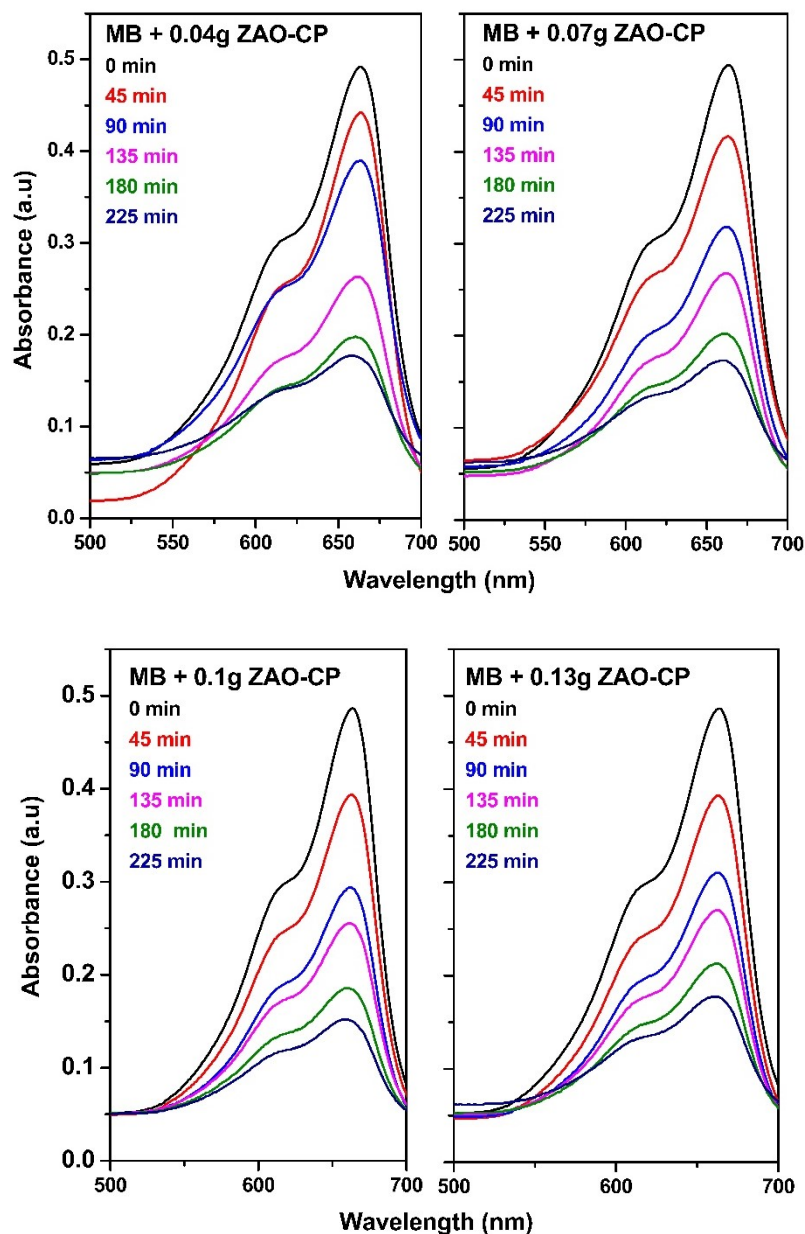 MB + 0.04g ZAO-CP
0 min
45 min
90 min
135 min
180 min
225 min
0.5
0.4
0.3
0.2
0.1
0.0
500
550
600
650
700
MB + 0.07g ZAO-CP
0 min
45 min
90 min
135 min
180 min
225 min
500
550
600
650
700
Absorbance (a.u)
Wavelength (nm)
MB + 0.1g ZAO-CP
0 min
45 min
90 min
135 min
180 min
225 min
0.5
0.4
0.3
0.2
0.1
0.0
500
600
700
MB + 0.13g ZAO-CP
0 min
45 min
90 min
135 min
180 min
225 min
500
600
700
Absorbance (a.u)
Wavelength (nm)